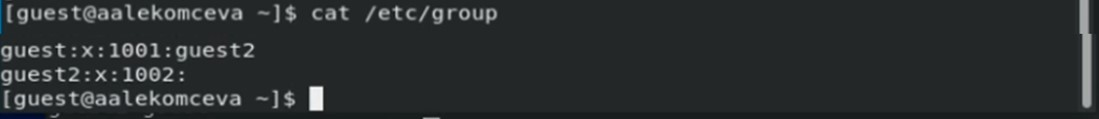 [guest@aalekomceva ~]$ cat /etc/group
guest:x:1001:guest2
guest2:x:1002:
[guest@aalekomceva ~]$